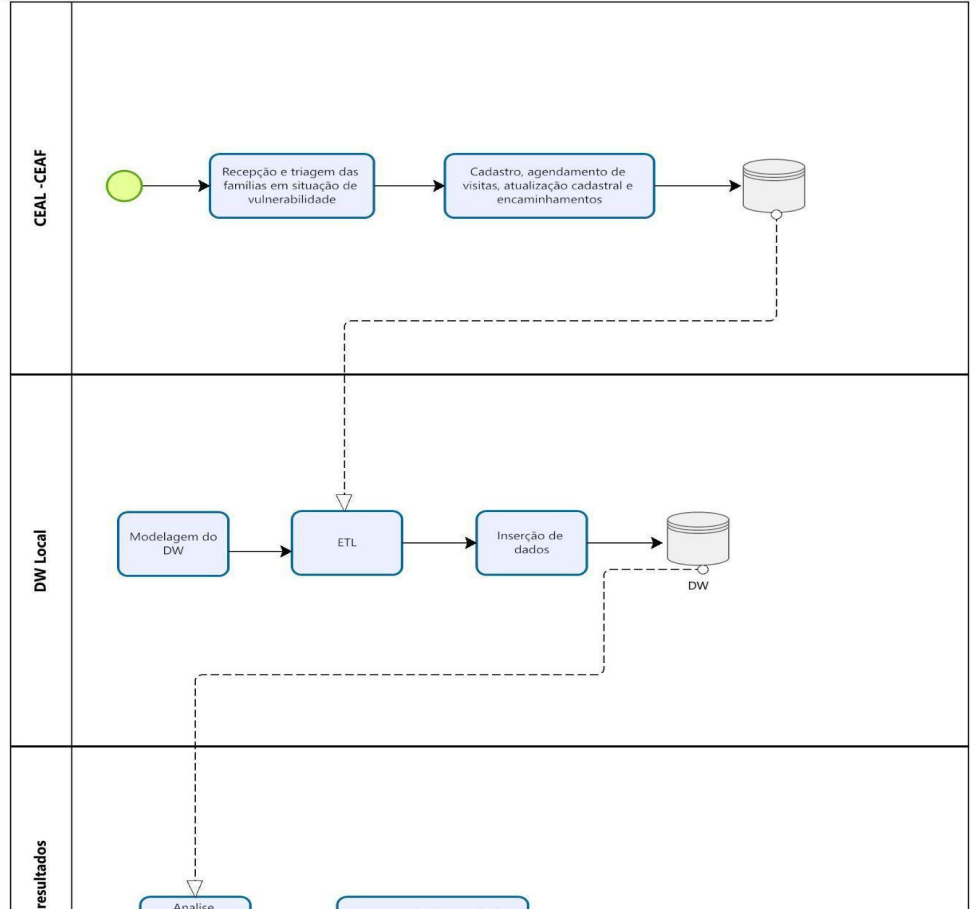 CEAL -CEAF
Recepção e triagem das
famílias em situação de
vulnerabilidade
Cadastro, agendamento de
visitas, atualização cadastral e
encaminhamentos
DW Local
Modelagem do
DW
ETL
Inserção de
dados
DW
resultados
Analise